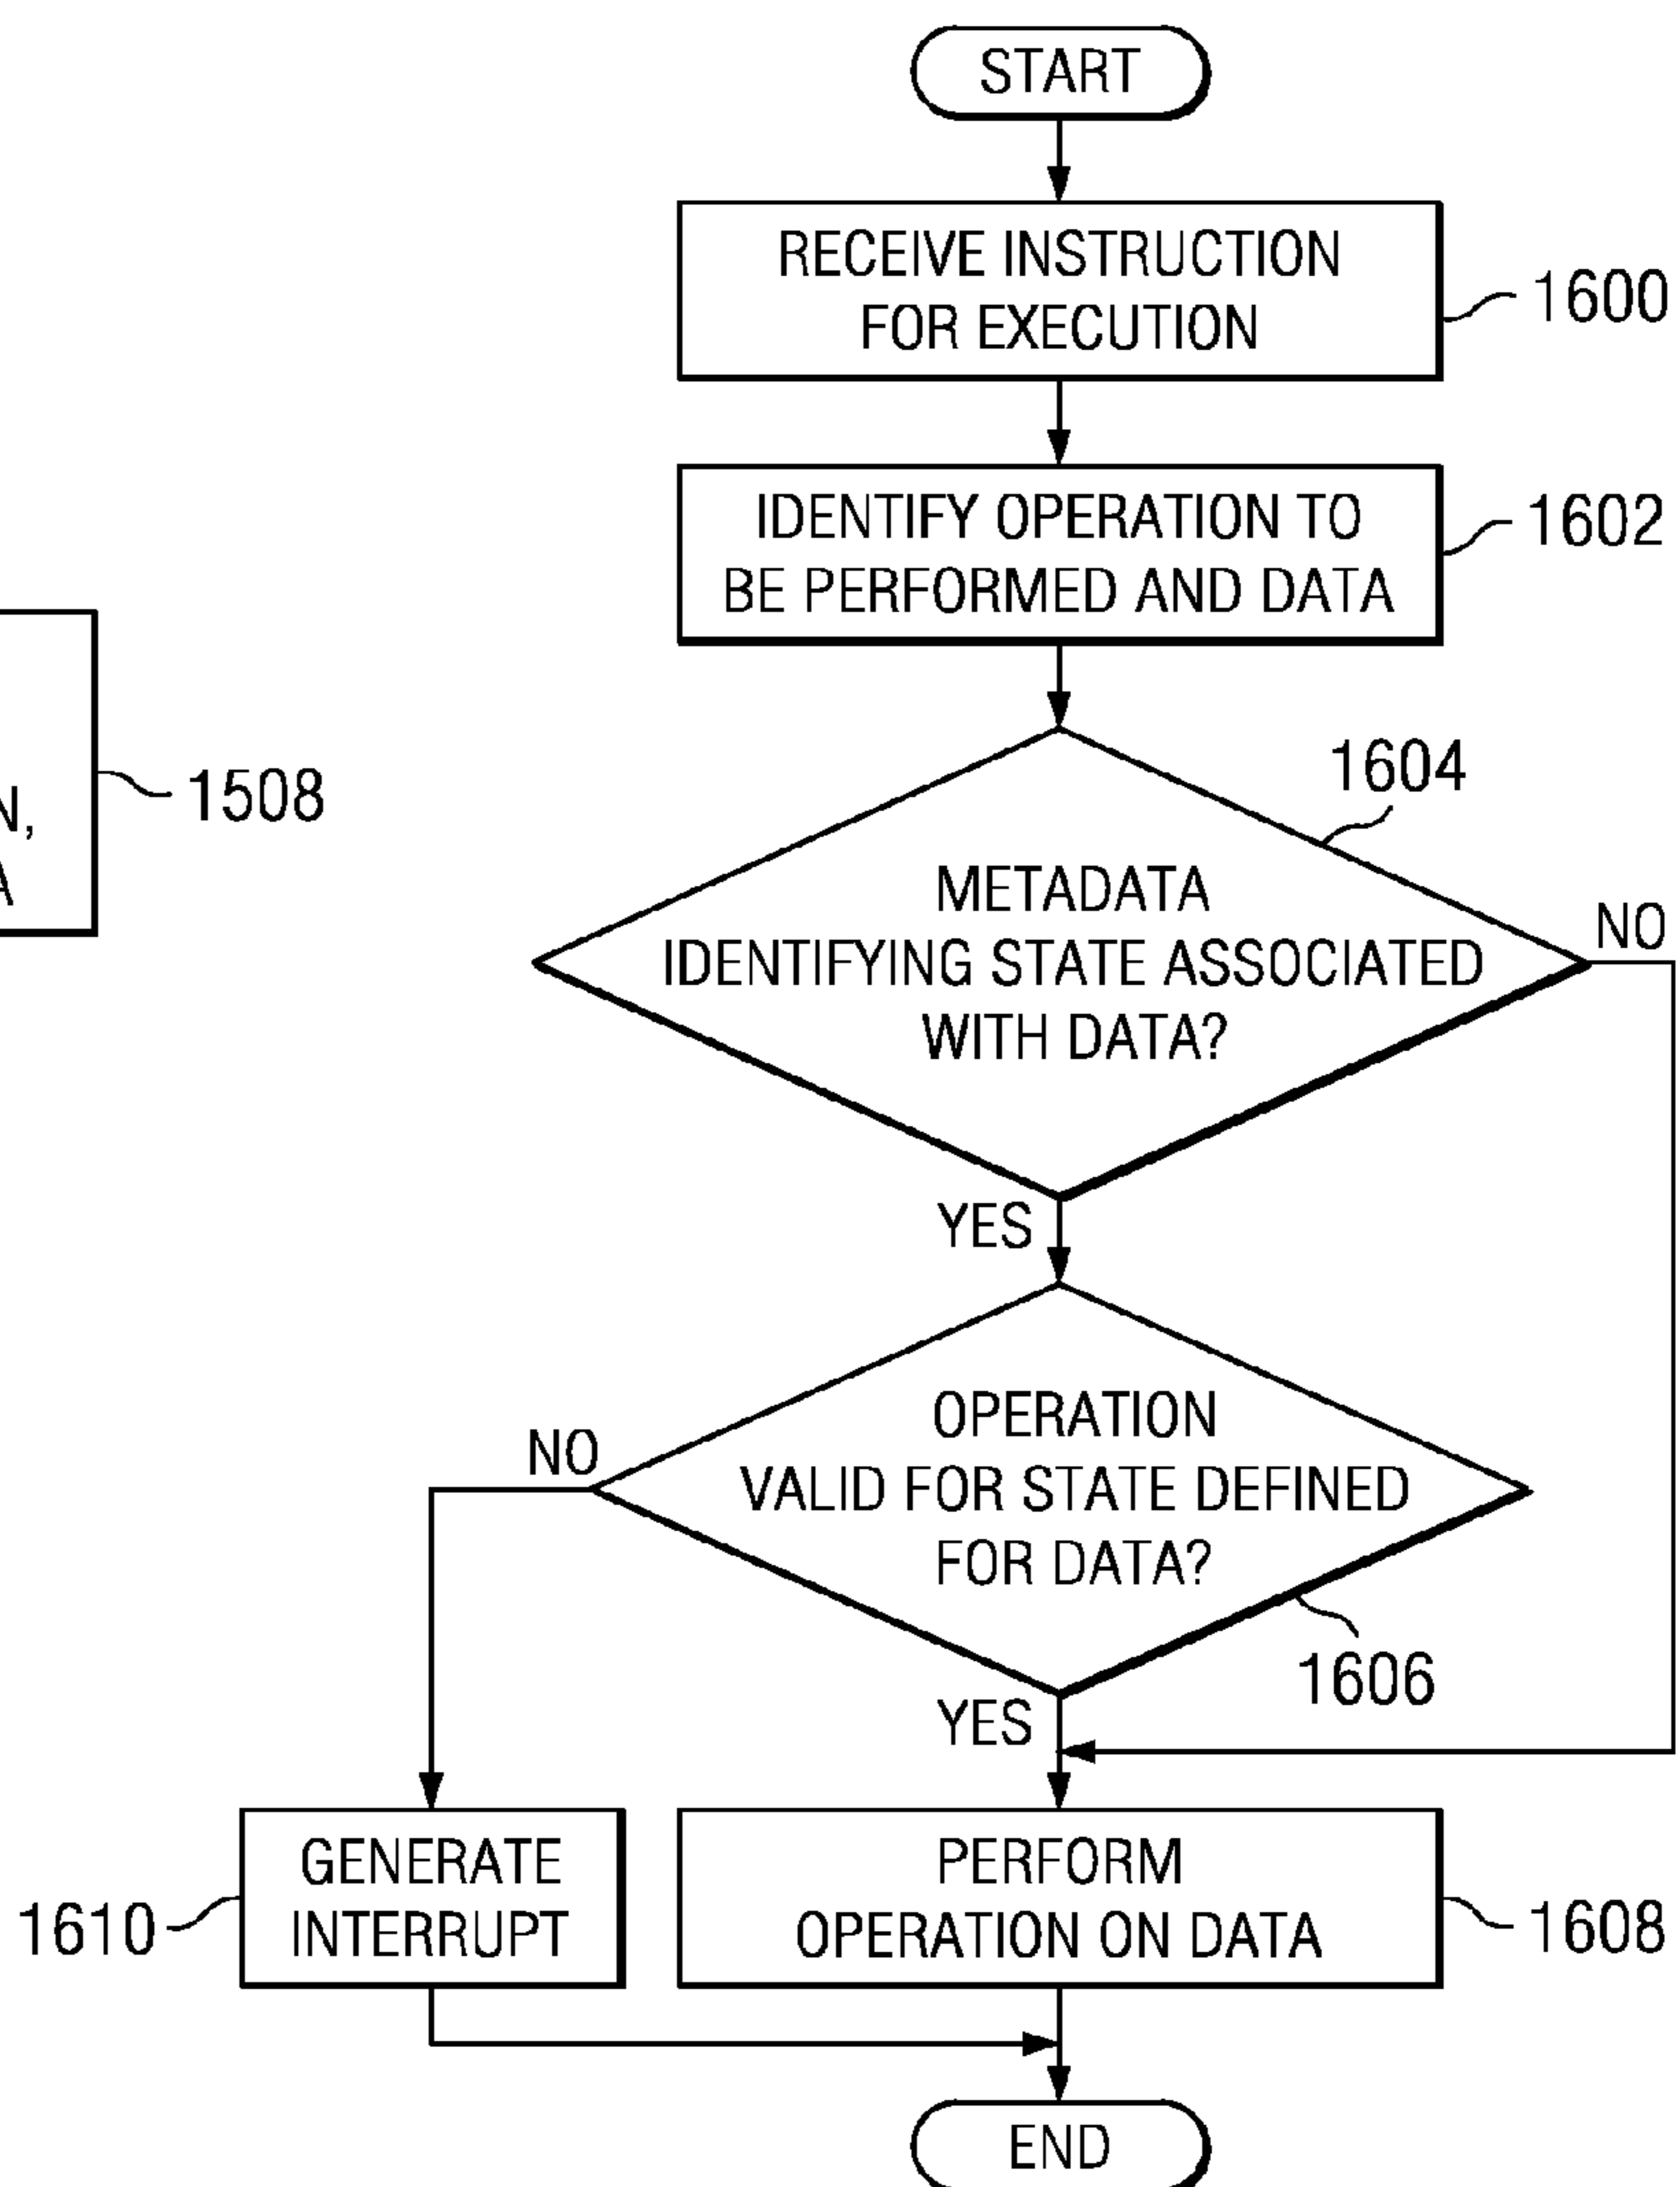 START
RECEIVE INSTRUCTION
FOR EXECUTION
1600
IDENTIFY OPERATION TO
BE PERFORMED AND DATA
1602
1508
1604
METADATA
IDENTIFYING STATE ASSOCIATED
WITH DATA?
NO
YES
OPERATION
VALID FOR STATE DEFINED
FOR DATA?
NO
1606
YES
GENERATE
INTERRUPT
1610
PERFORM
OPERATION ON DATA
1608
END